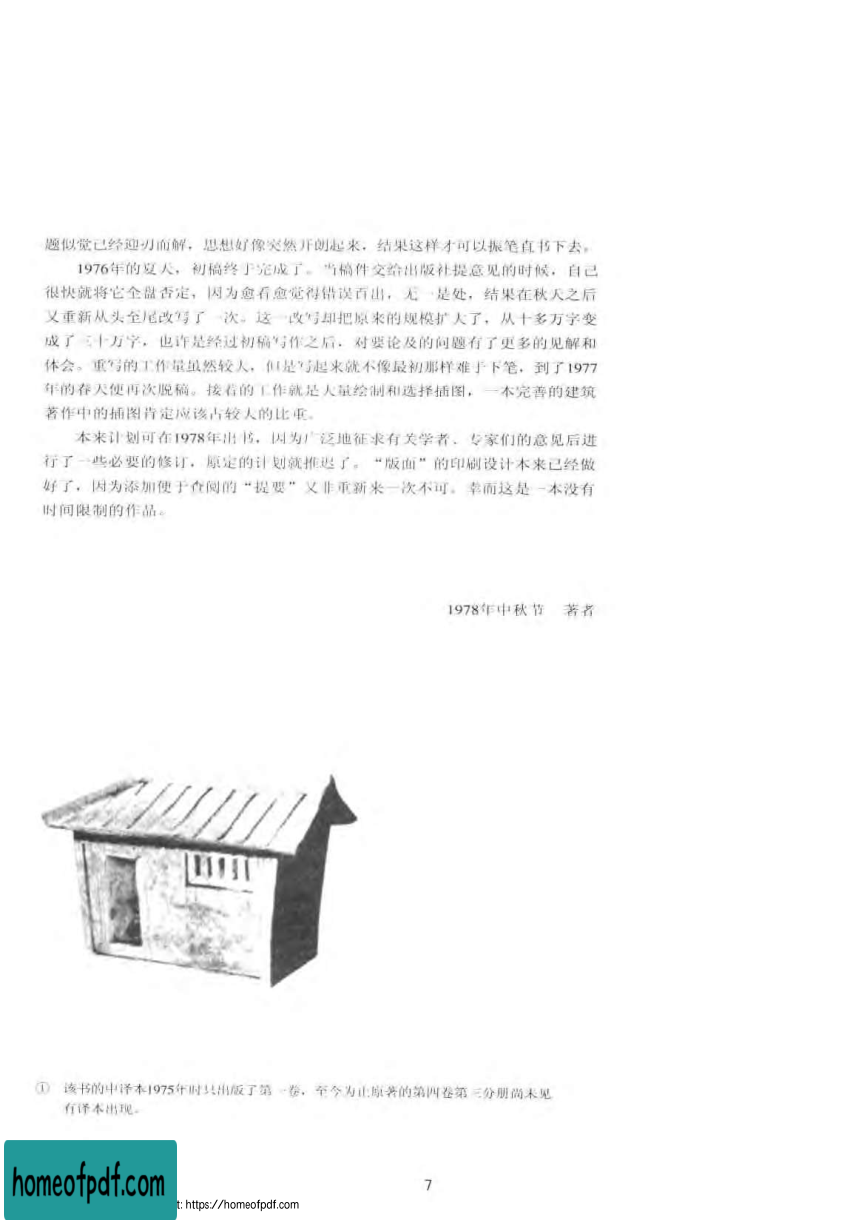 题似觉已经迎刃而解，思想好像突然开朗起来，结果这样才可以振笔直书下去。
1976年的夏天，初稿终于完成了。当稿件交给出版社提意见的时候，自己
很快就将它全盘否定，因为愈看愈觉得错误百出，无一是处，结果在秋天之后
又重新从头至尾改写了一次。这一改写却把原来的规模扩大了，从十多万字变
成了三十万字，也许是经过初稿写作之后，对要论及的问题有了更多的见解和
体会。重写的工作量虽然较大，但是写起来就不像最初那样难于下笔，到了1977
年的春天便再次脱稿。接着的工作就是大量绘制和选择插图，一本完善的建筑
著作中的插图肯定应该占较大的比重。
本来计划可在1978年出书，因为广泛地征求有关学者、专家们的意见后进
行了一些必要的修订，原定的计划就推迟了。“版面”的印刷设计本来已经做
好了，因为添加便于查阅的“提要”又非重新来一次不可。幸而这是一本没有
时间限制的作品。
1978年中秋节　著者
① 该书的中译本1975年时只出版了第一卷，至今为止原著的第四卷第三分册尚未见
有译本出现。
7
homeofpdf.com
t: https://homeofpdf.com